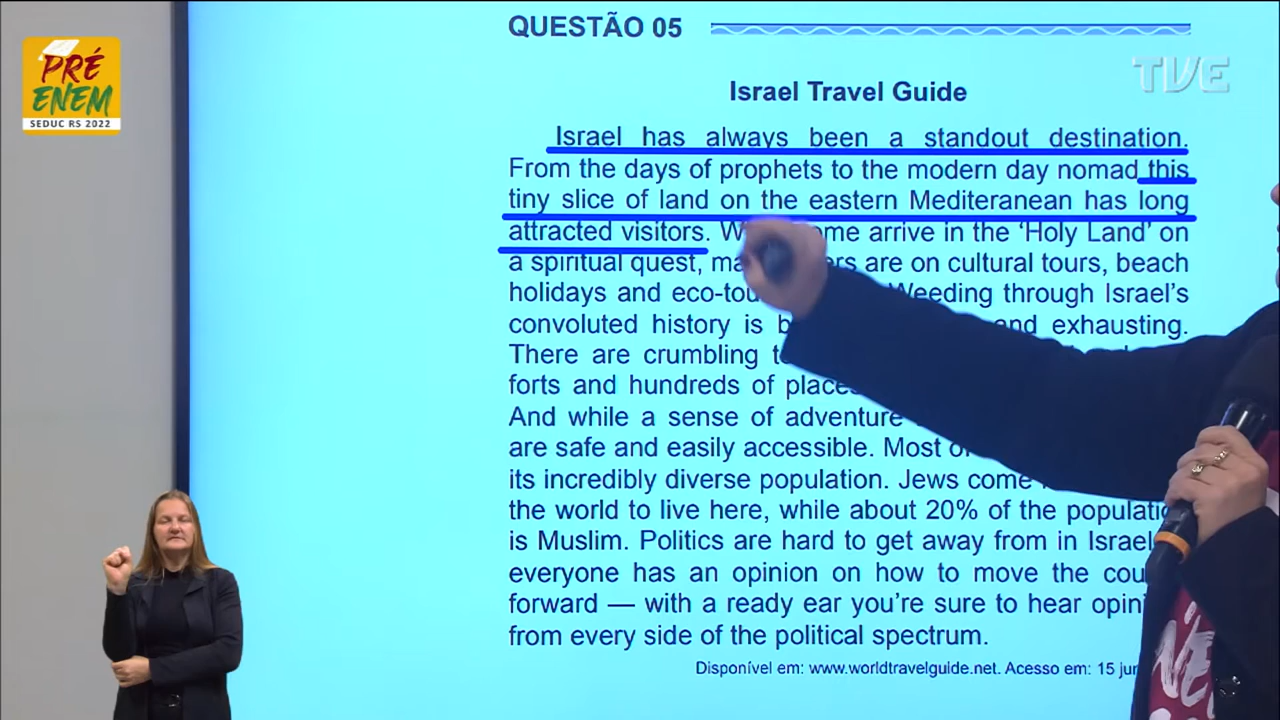 PRÉ
ENEM
SEDUC RS 2022
QUESTÃO 05
TVE
Israel Travel Guide
Israel has always been a standout destination.
From the days of prophets to the modern day nomad this
tiny slice of land on the eastern Mediteranean has long
attracted visitors. ome arrive in the ‘Holy Land’ on
a spiritual quest, are on cultural tours, beach
holidays and Weeding through Israel’s
convoluted history is and exhausting.
There are crumbling
forts and hundreds of places
And while a sense of adventure
are safe and easily accessible. Most
its incredibly diverse population. Jews come
the world to live here, while about 20% of the
is Muslim. Politics are hard to get away from in Israel
everyone has an opinion on how to move the
forward — with a ready ear you’re sure to hear
from every side of the political spectrum.
Disponível em: www.worldtravelguide.net. Acesso em: 15